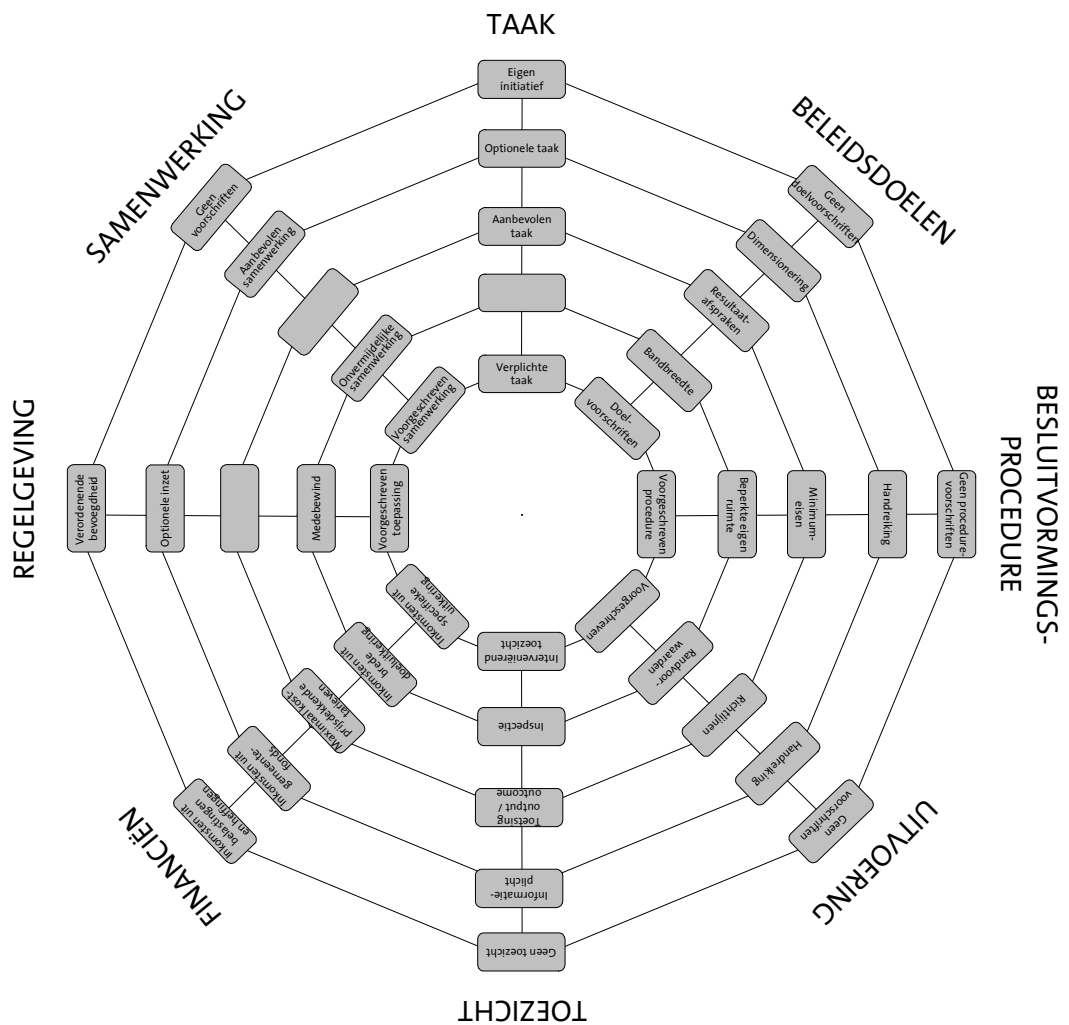 TAAK
Eigen
initiatief
Optionele taak
Aanbevolen
taak
Verplichte
taak
BELEIDSDOELEN
Geen
doelvoorschriften
Dimensionering
Resultaat-
afspraken
Bandbreedte
Doel-
voorschriften
BESLUITVORMINGS-
PROCEDURE
Geen procedure-
voorschriften
Handreiking
Minimum-
eisen
Beperkte eigen
ruimte
Voorgeschreven
procedure
UITVOERING
Geen
voorschriften
Handreiking
Richtlijnen
Randvoor-
waarden
Voorgeschreven
TOEZICHT
Geen toezicht
Informatie-
plicht
Toetsing
output /
outcome
Inspectie
Interveniërend
toezicht
FINANCIËN
Inkomsten uit
belastingen
en heffingen
Inkomsten uit
gemeente-
fonds
Maximaal kost-
prijsdekkende
tarieven
Inkomsten uit
brede
doeluitkering
Inkomsten uit
specifieke
uitkering
REGELGEVING
Verordenende
bevoegdheid
Optionele inzet
Medebewind
Voorgeschreven
toepassing
SAMENWERKING
Geen
voorschriften
Aanbevolen
samenwerking
Onvermijdelijke
samenwerking
Voorgeschreven
samenwerking